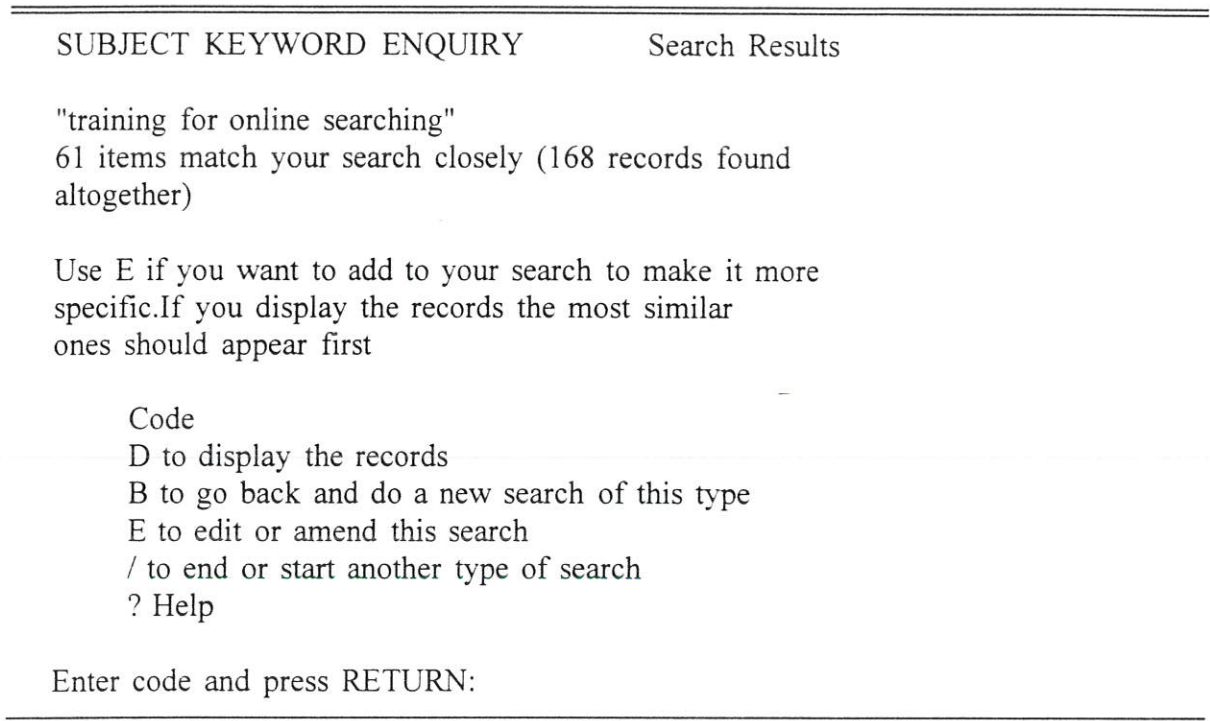 SUBJECT KEYWORD ENQUIRY Search Results
"training for online searching"
61 items match your search closely (168 records found
altogether)
Use E if you want to add to your search to make it more
specific.If you display the records the most similar
ones should appear first
Code
D to display the records
B to go back and do a new search of this type
E to edit or amend this search
/ to end or start another type of search
? Help
Enter code and press RETURN: